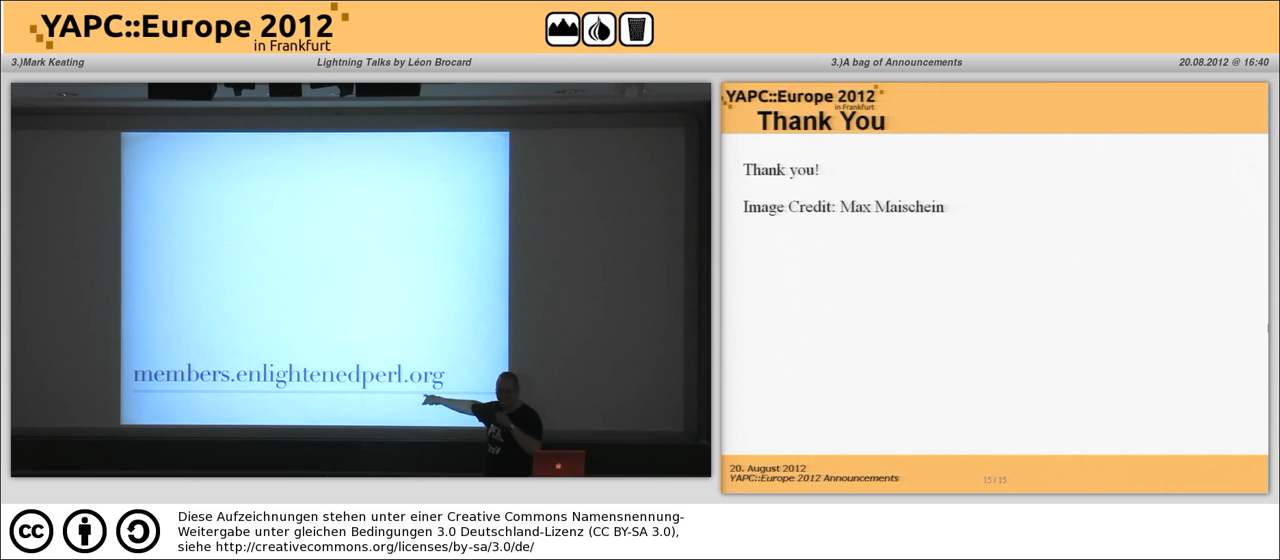 YAPC::Europe 2012
in Frankfurt
3.)Mark Keating
Lightning Talks by Léon Brocard
3.)A bag of Announcements
20.08.2012 @ 16:40
members.enlightenedperl.org
YAPC::Europe 2012
in Frankfurt
Thank You
Thank you!
Image Credit: Max Maischein
20. August 2012
YAPC::Europe 2012 Announcements
15 / 15
cc
Diese Aufzeichnungen stehen unter einer Creative Commons Namensnennung-
Weitergabe unter gleichen Bedingungen 3.0 Deutschland-Lizenz (CC BY-SA 3.0),
siehe http://creativecommons.org/licenses/by-sa/3.0/de/